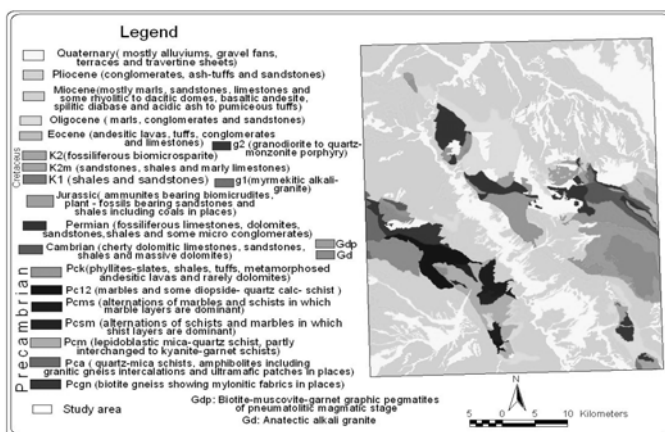 Legend
Quaternary( mostly alluviums, gravel fans,
terraces and travertine sheets)
Pliocene (conglomerates, ash-tuffs and sandstones)
Miocene(mostly marls, sandstones, limestones and
some rhyolitic to dacitic domes, basaltic andesite,
spilitic diabase and acidic ash to pumiceous tuffs)
Oligocene ( marls, conglomerates and sandstones)
Eocene (andesitic lavas, tuffs, conglomerates
and limestones)
g2 (granodiorite to quartz-
monzonite porphyry)
Cretaceous
K2(fossiliferous biomicrosparite)
K2m (sandstones, shales and marly limestones)
K1 (shales and sandstones)
g1(myrmekitic alkali-
granite)
Jurassic( ammunites bearing biomicrudites,
plant - fossils bearing sandstones and
shales including coals in places)
Permian (fossiliferous limestones, dolomites,
sandstones,shales and some micro conglomerates)
Cambrian (cherty dolomitic limestones, sandstones,
shales and massive dolomites)
Gdp
Gd
Precambrian
Pck(phyllites-slates, shales, tuffs, metamorphosed
andesitic lavas and rarely dolomites)
Pc12 (marbles and some diopside- quartz calc- schist )
Pcms (alternations of marbles and schists in which
marble layers are dominant)
Pcsm (alternations of schists and marbles in which
shist layers are dominant)
Pcm (lepidoblastic mica-quartz schist, partly
interchanged to kyanite-garnet schists)
Pca ( quartz-mica schists, amphibolites including
granitic gneiss intercalations and ultramafic patches in places)
Pcgn (biotite gneiss showing mylonitic fabrics in places)
Study area
Gdp: Biotite-muscovite-garnet graphic pegmatites
of pneumatolitic magmatic stage
Gd: Anatectic alkali granite
N
5 0 5 10 Kilometers